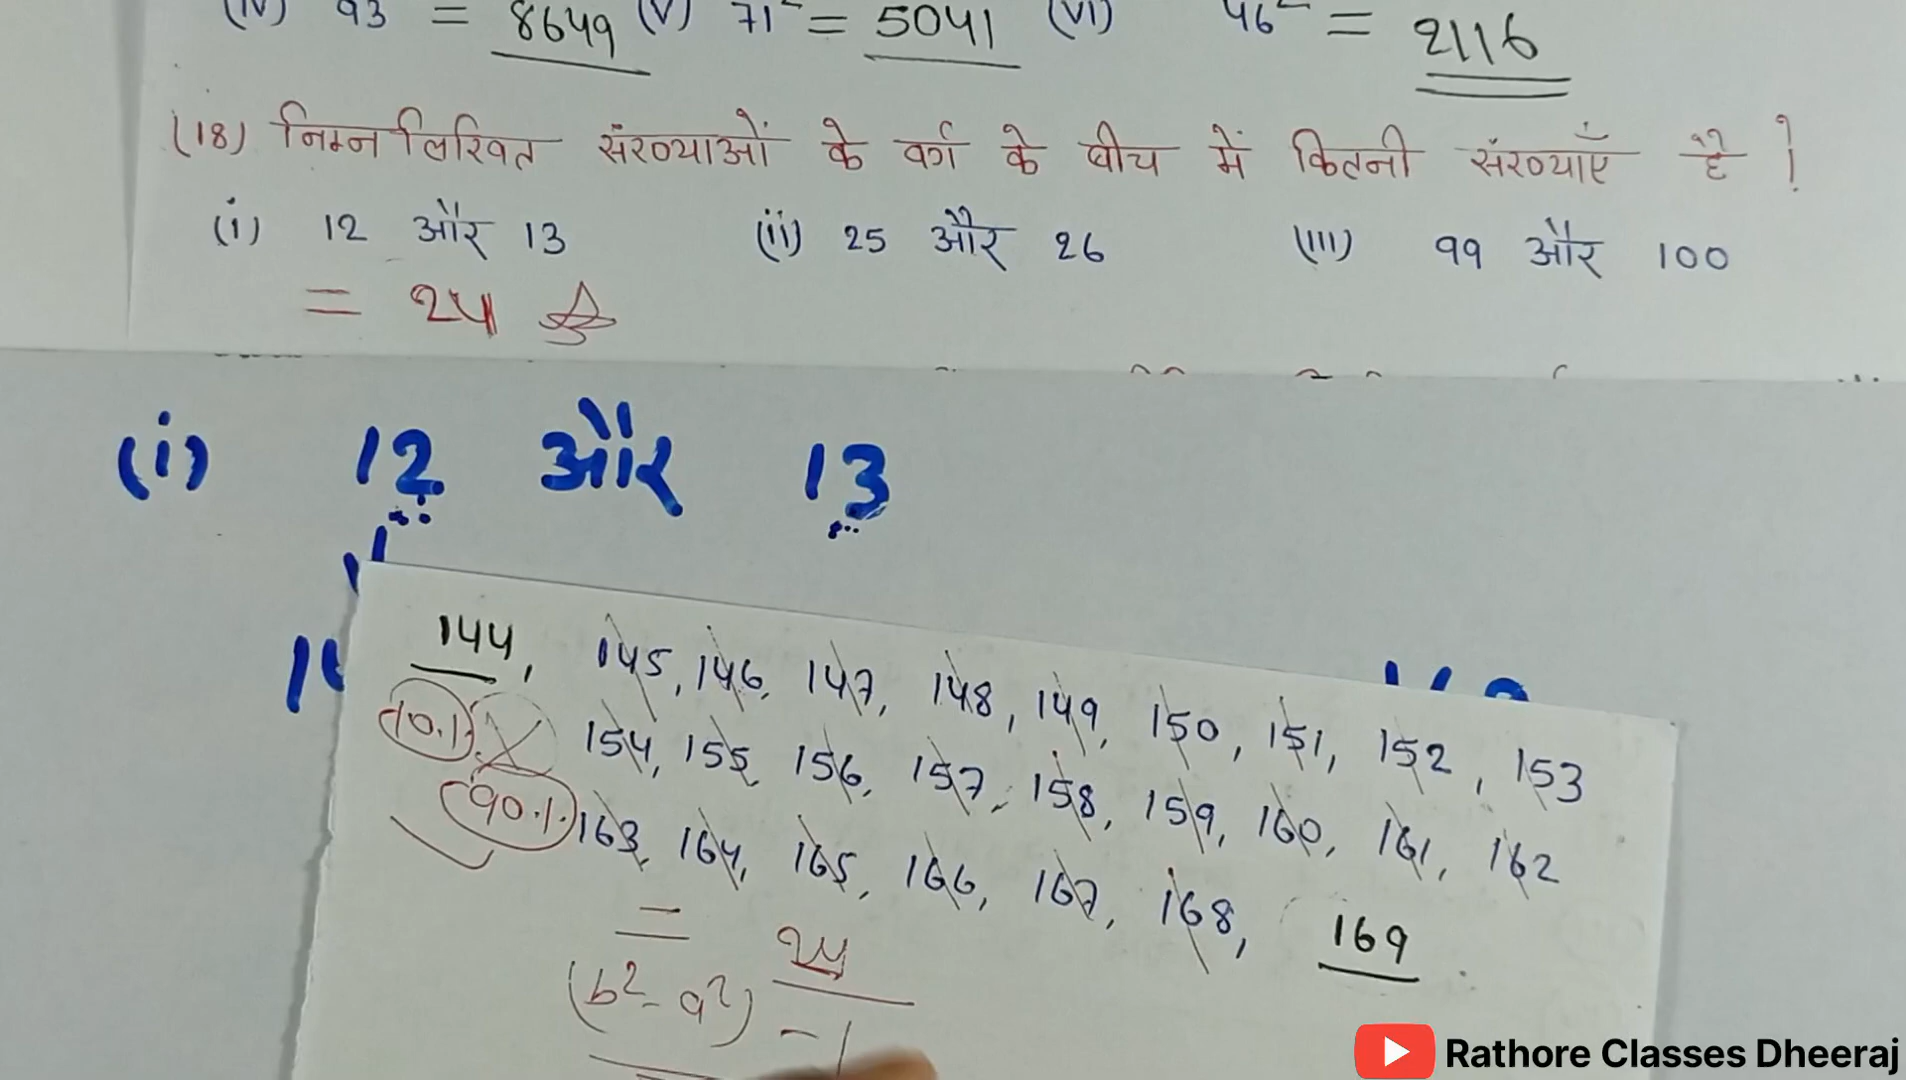 (iv) 93 = 8649 (v) 71² = 5041 (vi) 46² = 2116
(18) निम्नलिखित संख्याओं के वर्ग के बीच में कितनी संख्याएँ है ?
(i) 12 और 13 (ii) 25 और 26 (iii) 99 और 100
= 24
(i) 12 और 13
144, 145, 146, 147, 148, 149, 150, 151, 152, 153
10.1. 154, 155, 156, 157, 158, 159, 160, 161, 162
90.1. 163, 164, 165, 166, 167, 168, 169
= 24
(b² - a²) - 1
Rathore Classes Dheeraj